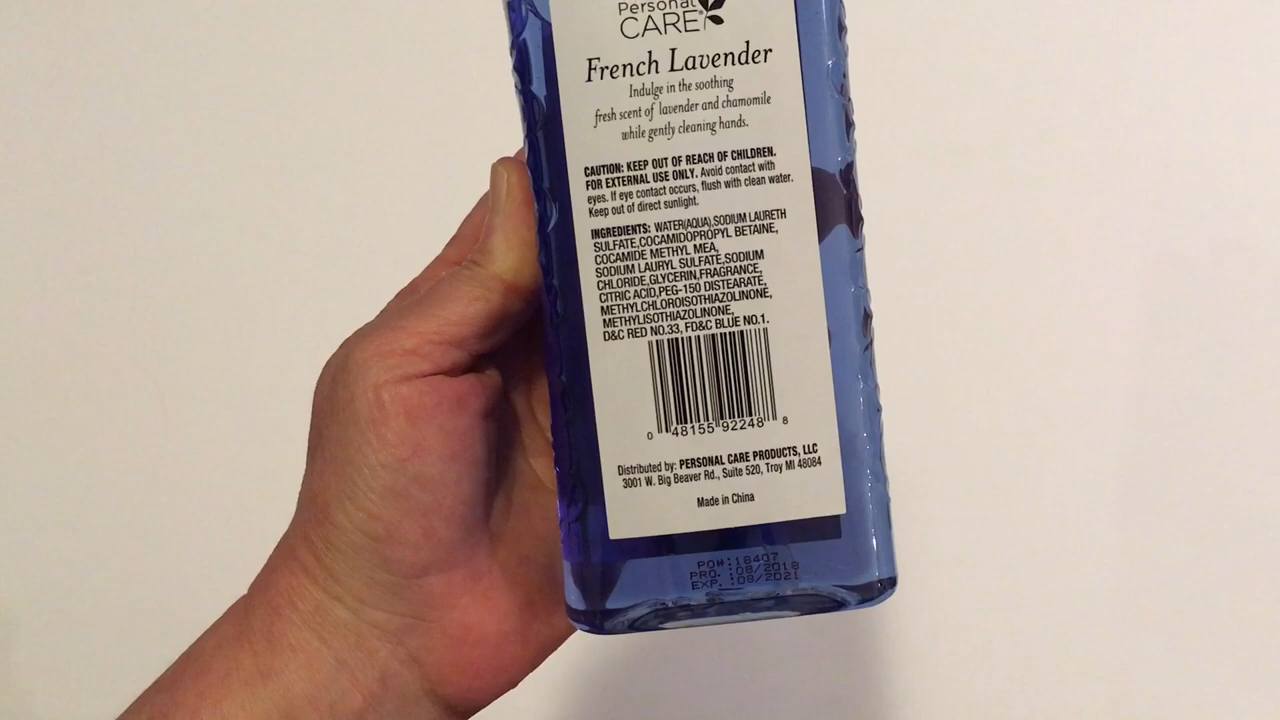 Personal
CARE®
French Lavender
Indulge in the soothing
fresh scent of lavender and chamomile
while gently cleaning hands.
CAUTION: KEEP OUT OF REACH OF CHILDREN.
FOR EXTERNAL USE ONLY. Avoid contact with
eyes. If eye contact occurs, flush with clean water.
Keep out of direct sunlight.
INGREDIENTS: WATER(AQUA),SODIUM LAURETH
SULFATE,COCAMIDOPROPYL BETAINE,
COCAMIDE METHYL MEA,
SODIUM LAURYL SULFATE,SODIUM
CHLORIDE,GLYCERIN,FRAGRANCE,
CITRIC ACID,PEG-150 DISTEARATE,
METHYLCHLOROISOTHIAZOLINONE,
METHYLISOTHIAZOLINONE,
D&C RED NO.33, FD&C BLUE NO.1.
0 48155 92248 8
Distributed by: PERSONAL CARE PRODUCTS, LLC
3001 W. Big Beaver Rd., Suite 520, Troy MI 48084
Made in China
PO#:18407
PRO.:08/2018
EXP.:08/2021